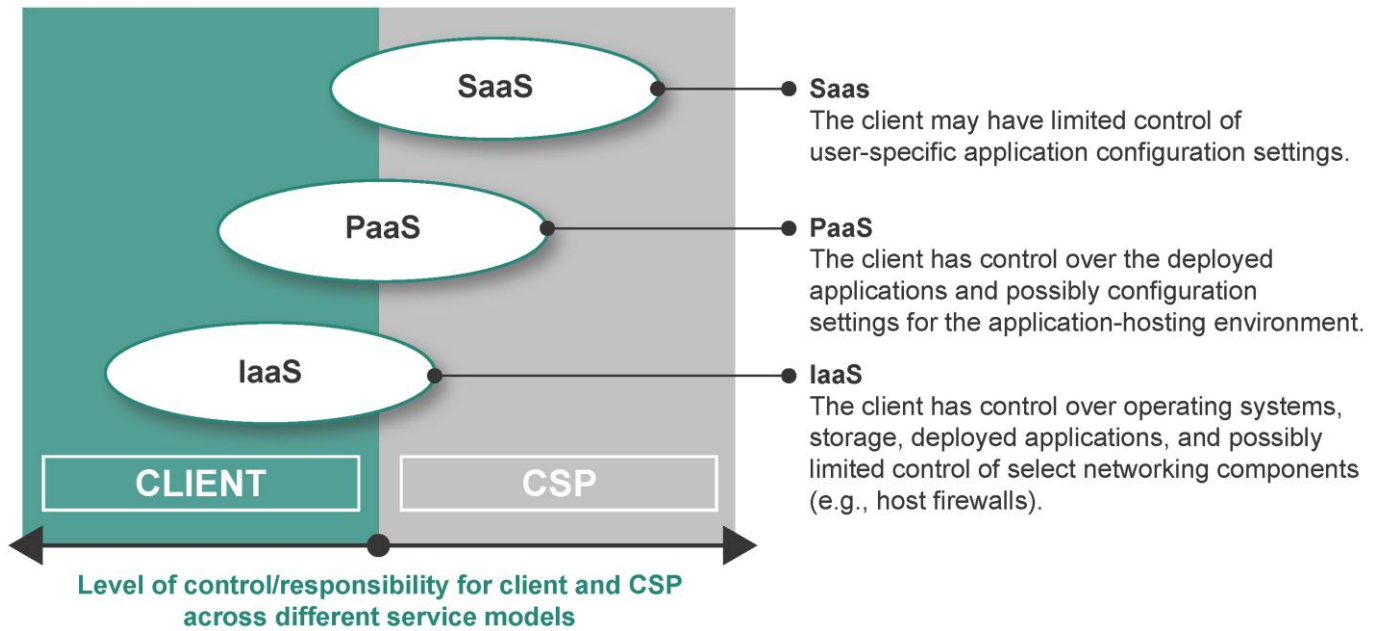 SaaS
PaaS
IaaS
CLIENT
CSP
Level of control/responsibility for client and CSP
across different service models
Saas
The client may have limited control of
user-specific application configuration settings.
PaaS
The client has control over the deployed
applications and possibly configuration
settings for the application-hosting environment.
IaaS
The client has control over operating systems,
storage, deployed applications, and possibly
limited control of select networking components
(e.g., host firewalls).